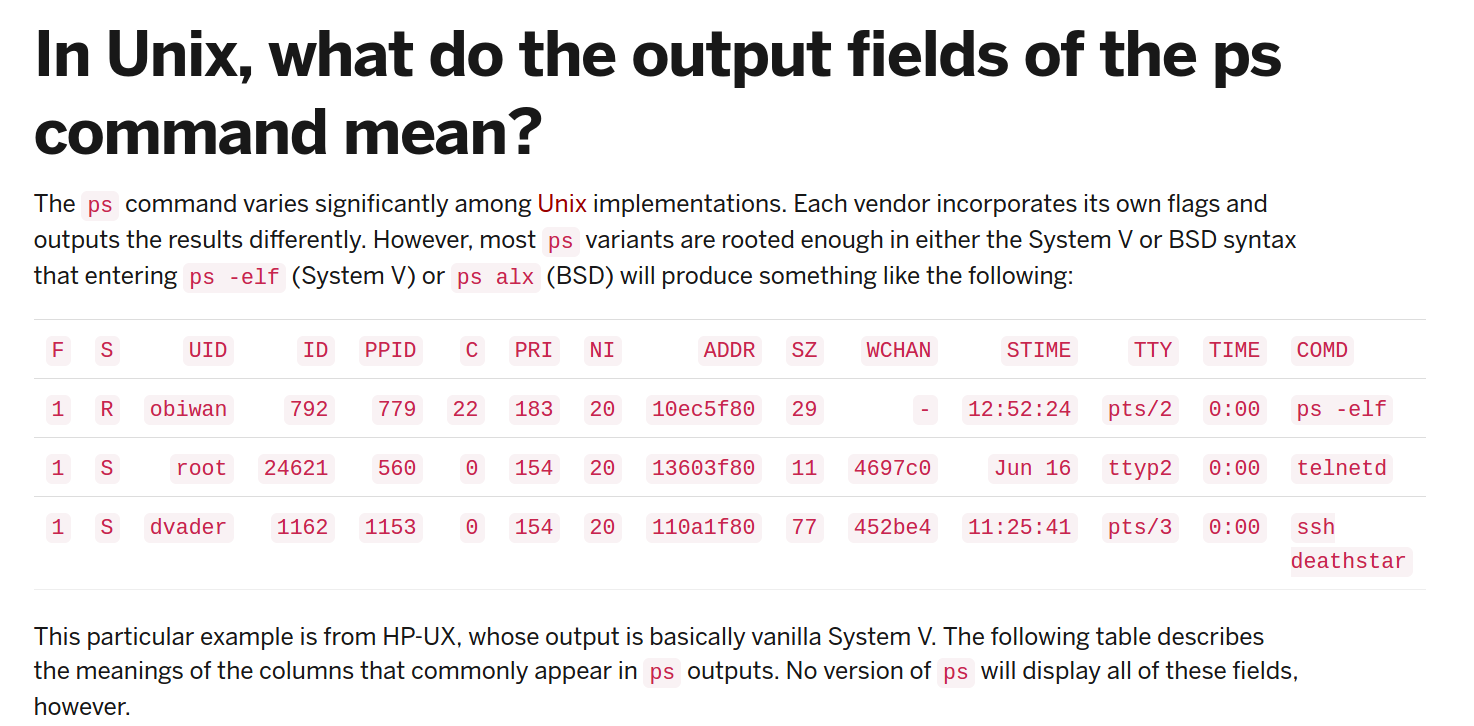 In Unix, what do the output fields of the ps
command mean?
The ps command varies significantly among Unix implementations. Each vendor incorporates its own flags and
outputs the results differently. However, most ps variants are rooted enough in either the System V or BSD syntax
that entering ps -elf (System V) or ps alx (BSD) will produce something like the following:
F S UID ID PPID C PRI NI ADDR SZ WCHAN STIME TTY TIME COMD
1 R obiwan 792 779 22 183 20 10ec5f80 29 - 12:52:24 pts/2 0:00 ps -elf
1 S root 24621 560 0 154 20 13603f80 11 4697c0 Jun 16 ttyp2 0:00 telnetd
1 S dvader 1162 1153 0 154 20 110a1f80 77 452be4 11:25:41 pts/3 0:00 ssh
deathstar
This particular example is from HP-UX, whose output is basically vanilla System V. The following table describes
the meanings of the columns that commonly appear in ps outputs. No version of ps will display all of these fields,
however.